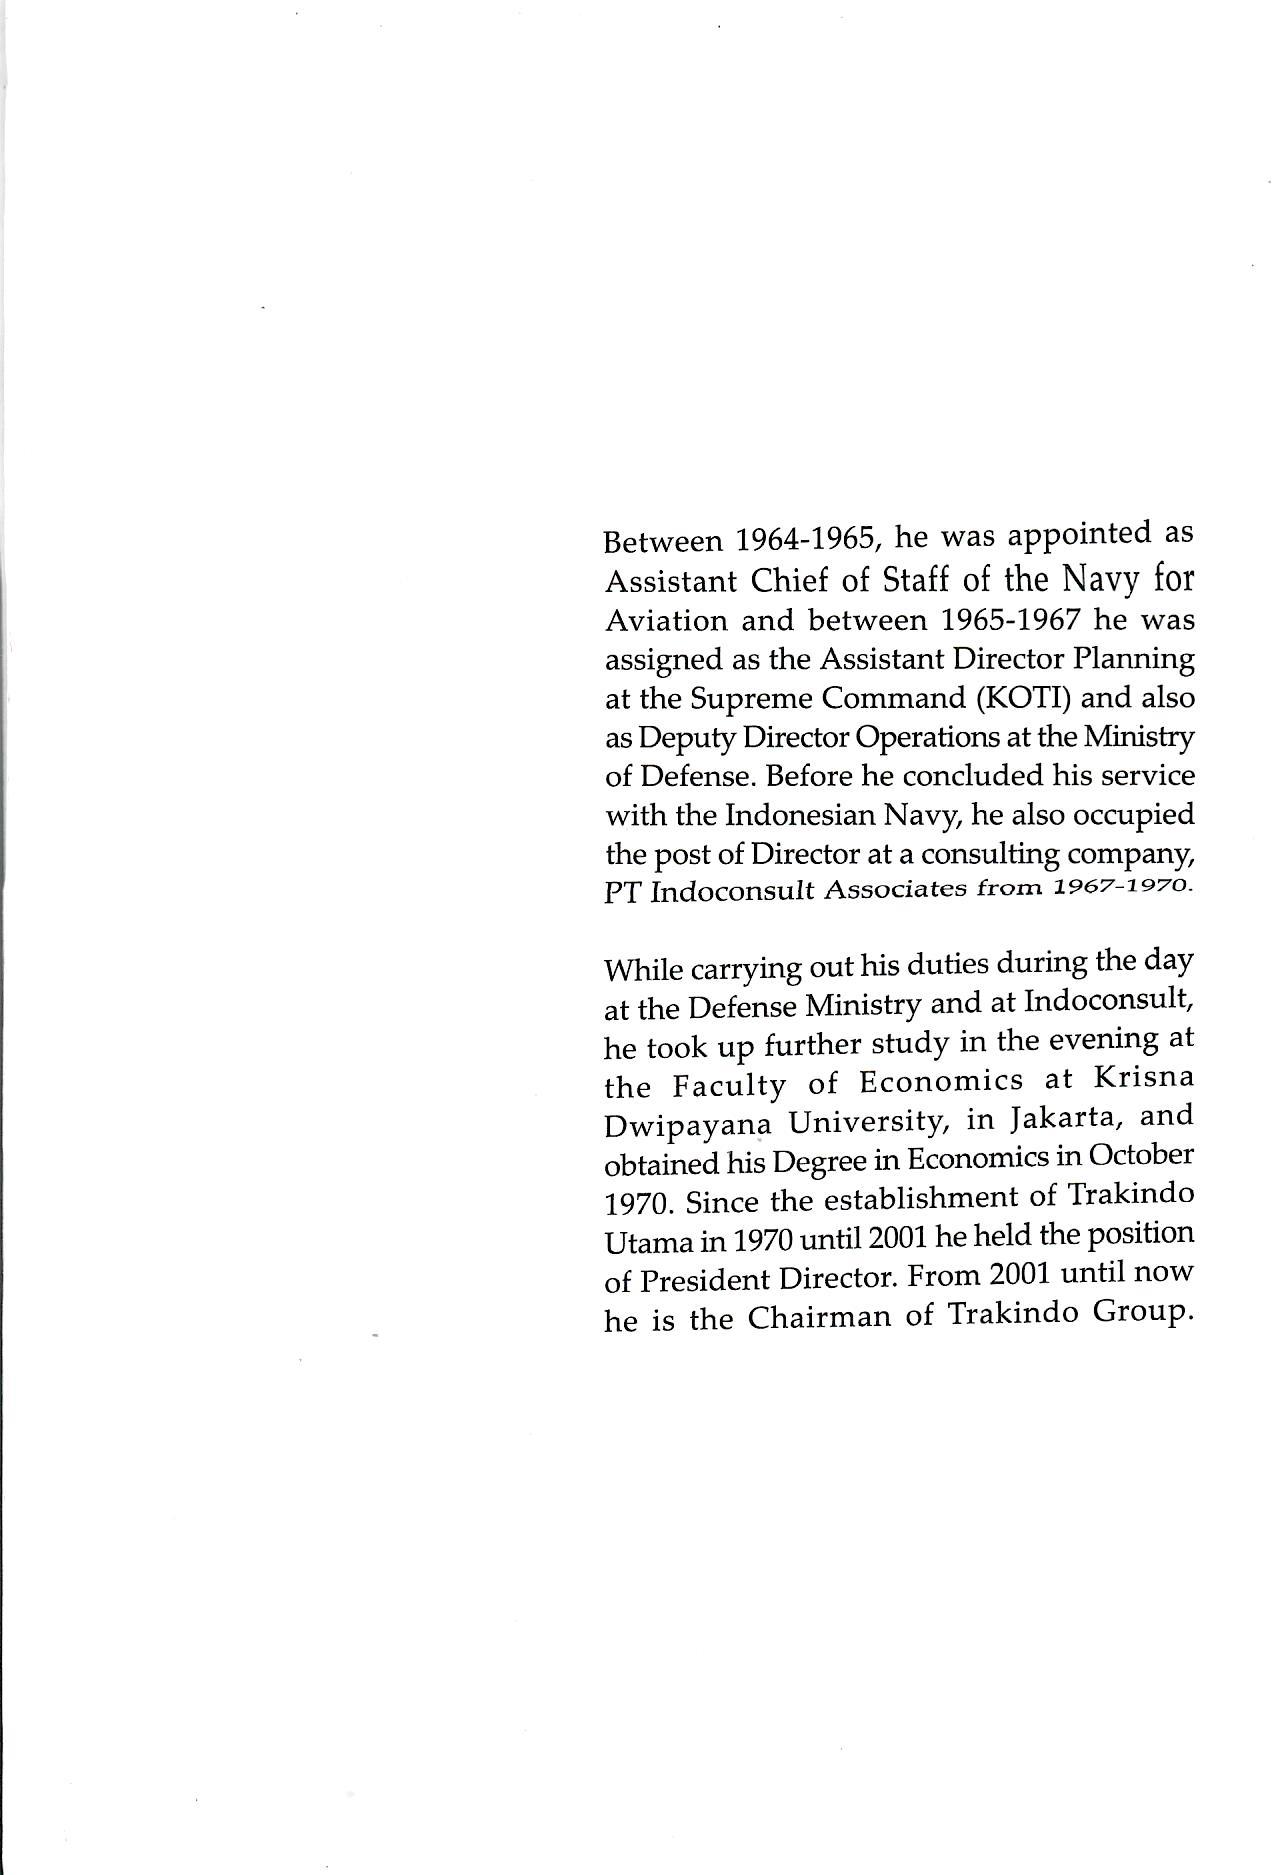 Between 1964-1965, he was appointed as
Assistant Chief of Staff of the Navy for
Aviation and between 1965-1967 he was
assigned as the Assistant Director Planning
at the Supreme Command (KOTI) and also
as Deputy Director Operations at the Ministry
of Defense. Before he concluded his service
with the Indonesian Navy, he also occupied
the post of Director at a consulting company,
PT Indoconsult Associates from 1967-1970.
While carrying out his duties during the day
at the Defense Ministry and at Indoconsult,
he took up further study in the evening at
the Faculty of Economics at Krisna
Dwipayana University, in Jakarta, and
obtained his Degree in Economics in October
1970. Since the establishment of Trakindo
Utama in 1970 until 2001 he held the position
of President Director. From 2001 until now
he is the Chairman of Trakindo Group.